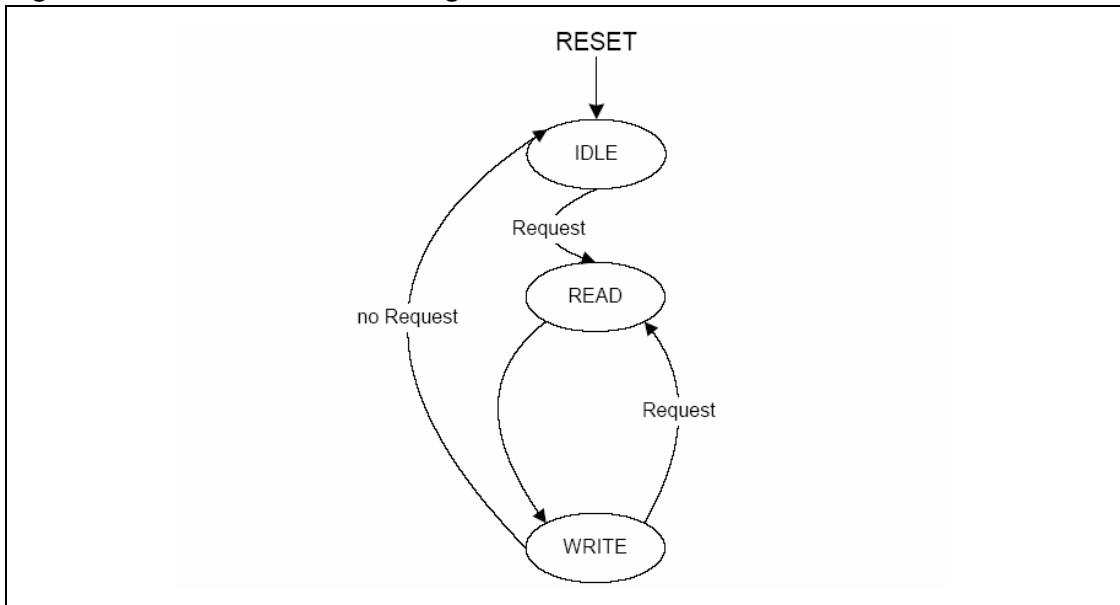 RESET
IDLE
Request
READ
no Request
Request
WRITE